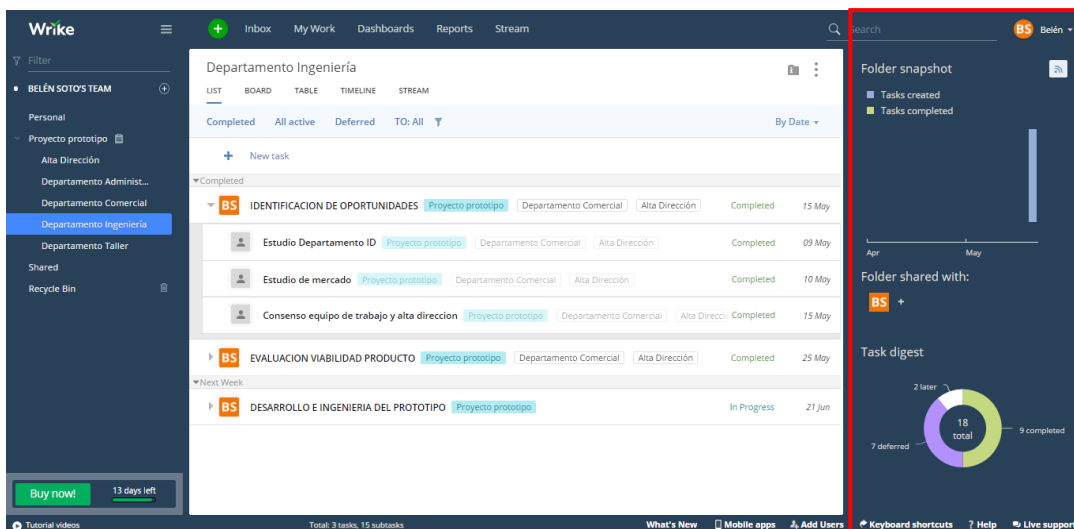 Wrike
Inbox My Work Dashboards Reports Stream
Search
BS Belén
Filter
BELÉN SOTO'S TEAM
Personal
Proyecto prototipo
Alta Dirección
Departamento Administ...
Departamento Comercial
Departamento Ingeniería
Departamento Taller
Shared
Recycle Bin
Buy now! 13 days left
Tutorial videos
Departamento Ingeniería
LIST BOARD TABLE TIMELINE STREAM
Completed All active Deferred TO: All By Date
+ New task
Completed
BS IDENTIFICACION DE OPORTUNIDADES Proyecto prototipo Departamento Comercial Alta Dirección Completed 15 May
Estudio Departamento ID Proyecto prototipo Departamento Comercial Alta Dirección Completed 09 May
Estudio de mercado Proyecto prototipo Departamento Comercial Alta Dirección Completed 10 May
Consenso equipo de trabajo y alta direccion Proyecto prototipo Departamento Comercial Alta Direcci Completed 15 May
BS EVALUACION VIABILIDAD PRODUCTO Proyecto prototipo Departamento Comercial Alta Dirección Completed 25 May
Next Week
BS DESARROLLO E INGENIERIA DEL PROTOTIPO Proyecto prototipo In Progress 21 Jun
Total: 3 tasks, 15 subtasks
What's New Mobile apps Add Users Keyboard shortcuts ? Help Live support
Folder snapshot
Tasks created
Tasks completed
Apr May
Folder shared with:
BS +
Task digest
2 later
18
total
9 completed
7 deferred